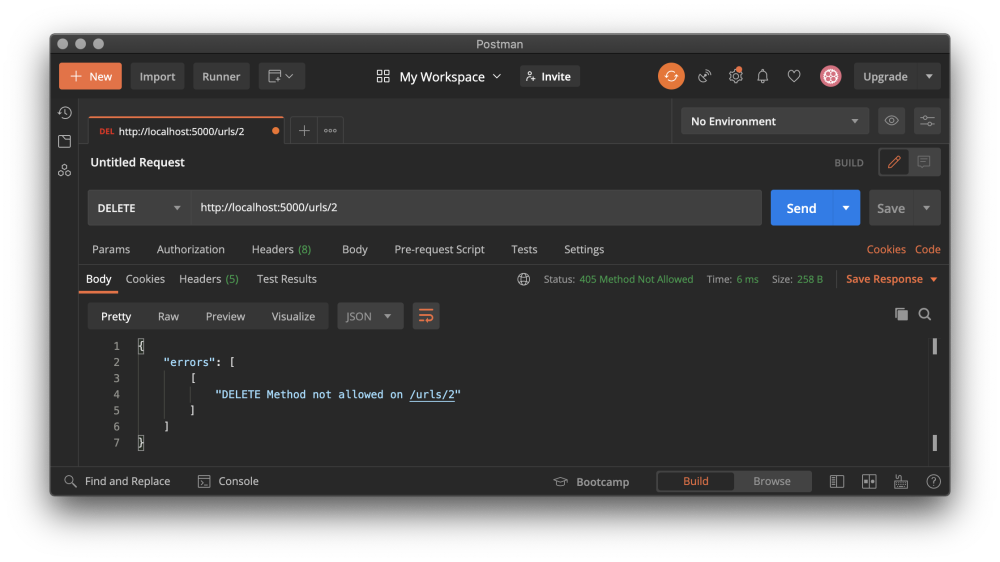 Postman
New Import Runner My Workspace Invite Upgrade
DEL http://localhost:5000/urls/2 No Environment
Untitled Request BUILD
DELETE http://localhost:5000/urls/2 Send Save
Params Authorization Headers (8) Body Pre-request Script Tests Settings Cookies Code
Body Cookies Headers (5) Test Results Status: 405 Method Not Allowed Time: 6 ms Size: 258 B Save Response
Pretty Raw Preview Visualize JSON
1 {
2 "errors": [
3 [
4 "DELETE Method not allowed on /urls/2"
5 ]
6 ]
7 }
Find and Replace Console Bootcamp Build Browse